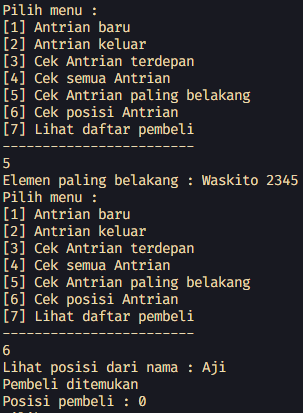 Pilih menu :
[1] Antrian baru
[2] Antrian keluar
[3] Cek Antrian terdepan
[4] Cek semua Antrian
[5] Cek Antrian paling belakang
[6] Cek posisi Antrian
[7] Lihat daftar pembeli
------------------------
5
Elemen paling belakang : Waskito 2345
Pilih menu :
[1] Antrian baru
[2] Antrian keluar
[3] Cek Antrian terdepan
[4] Cek semua Antrian
[5] Cek Antrian paling belakang
[6] Cek posisi Antrian
[7] Lihat daftar pembeli
------------------------
6
Lihat posisi dari nama : Aji
Pembeli ditemukan
Posisi pembeli : 0